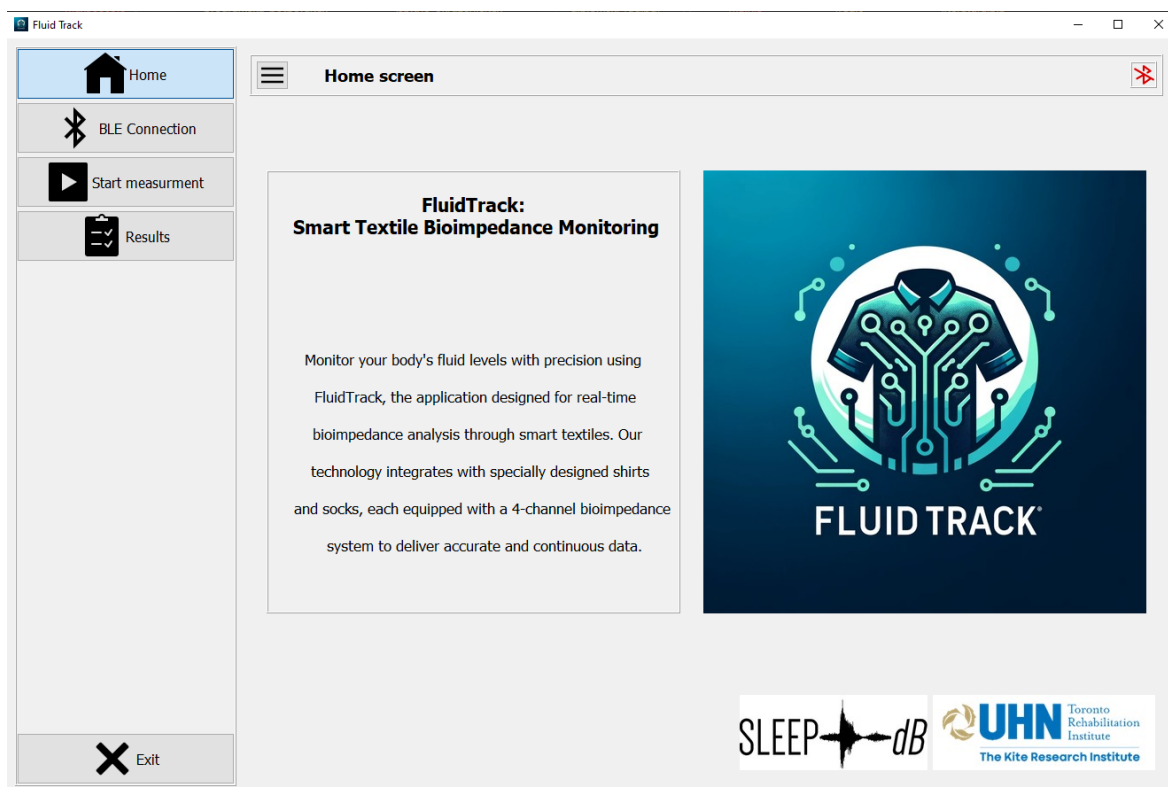 Fluid Track
Home
BLE Connection
Start measurment
Results
Exit
Home screen
FluidTrack:
Smart Textile Bioimpedance Monitoring
Monitor your body's fluid levels with precision using
FluidTrack, the application designed for real-time
bioimpedance analysis through smart textiles. Our
technology integrates with specially designed shirts
and socks, each equipped with a 4-channel bioimpedance
system to deliver accurate and continuous data.
FLUID TRACK
SLEEP dB
UHN
Toronto
Rehabilitation
Institute
The Kite Research Institute